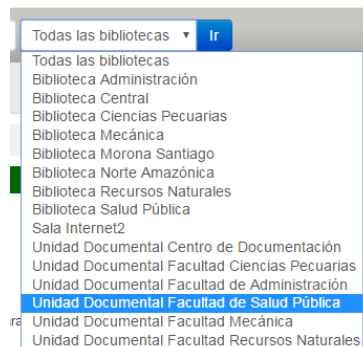 Todas las bibliotecas Ir
Todas las bibliotecas
Biblioteca Administración
Biblioteca Central
Biblioteca Ciencias Pecuarias
Biblioteca Mecánica
Biblioteca Morona Santiago
Biblioteca Norte Amazónica
Biblioteca Recursos Naturales
Biblioteca Salud Pública
Sala Internet2
Unidad Documental Centro de Documentación
Unidad Documental Facultad Ciencias Pecuarias
Unidad Documental Facultad de Administración
Unidad Documental Facultad de Salud Pública
Unidad Documental Facultad Mecánica
Unidad Documental Facultad Recursos Naturales